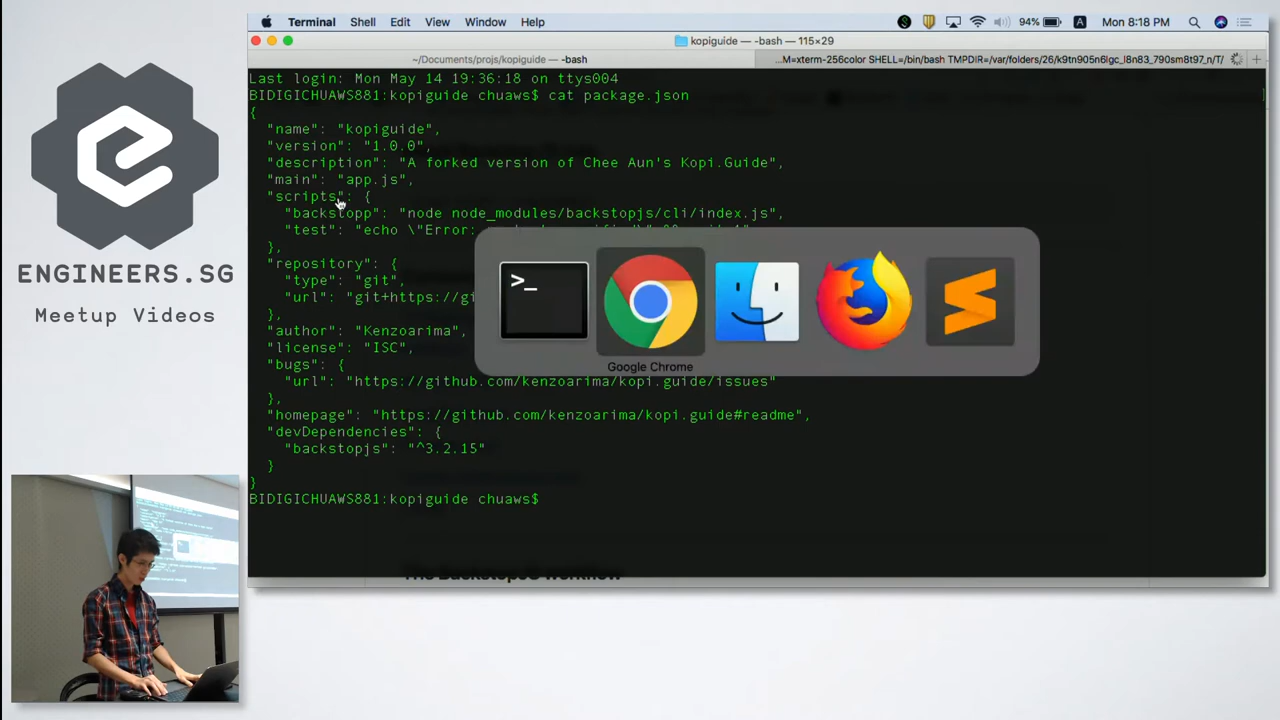 Terminal Shell Edit View Window Help 94% A Mon 8:18 PM
kopiguide — -bash — 115×29
~/Documents/projs/kopiguide — -bash
...M=xterm-256color SHELL=/bin/bash TMPDIR=/var/folders/26/k9tn905n6lgc_l8n83_790sm8t97_n/T/
Last login: Mon May 14 19:36:18 on ttys004
BIDIGICHUAWS881:kopiguide chuaws$ cat package.json
{
"name": "kopiguide",
"version": "1.0.0",
"description": "A forked version of Chee Aun's Kopi.Guide",
"main": "app.js",
"scripts": {
"backstopp": "node node_modules/backstopjs/cli/index.js",
"test": "echo \"Error:
},
"repository": {
"type": "git",
"url": "git+https://gi
},
"author": "Kenzoarima",
"license": "ISC",
"bugs": {
"url": "https://github.com/kenzoarima/kopi.guide/issues"
},
"homepage": "https://github.com/kenzoarima/kopi.guide#readme",
"devDependencies": {
"backstopjs": "^3.2.15"
}
}
BIDIGICHUAWS881:kopiguide chuaws$
Google Chrome
The BackstopJS workflow
ENGINEERS.SG
Meetup Videos